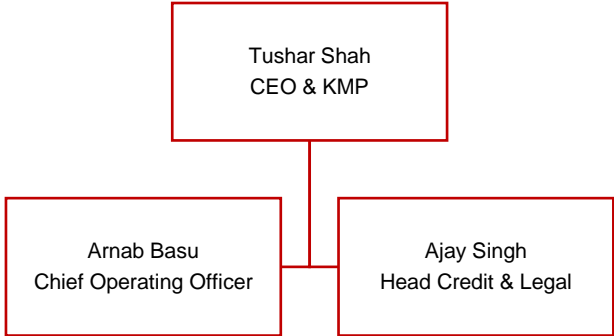 Tushar Shah
CEO & KMP
Arnab Basu
Chief Operating Officer
Ajay Singh
Head Credit & Legal